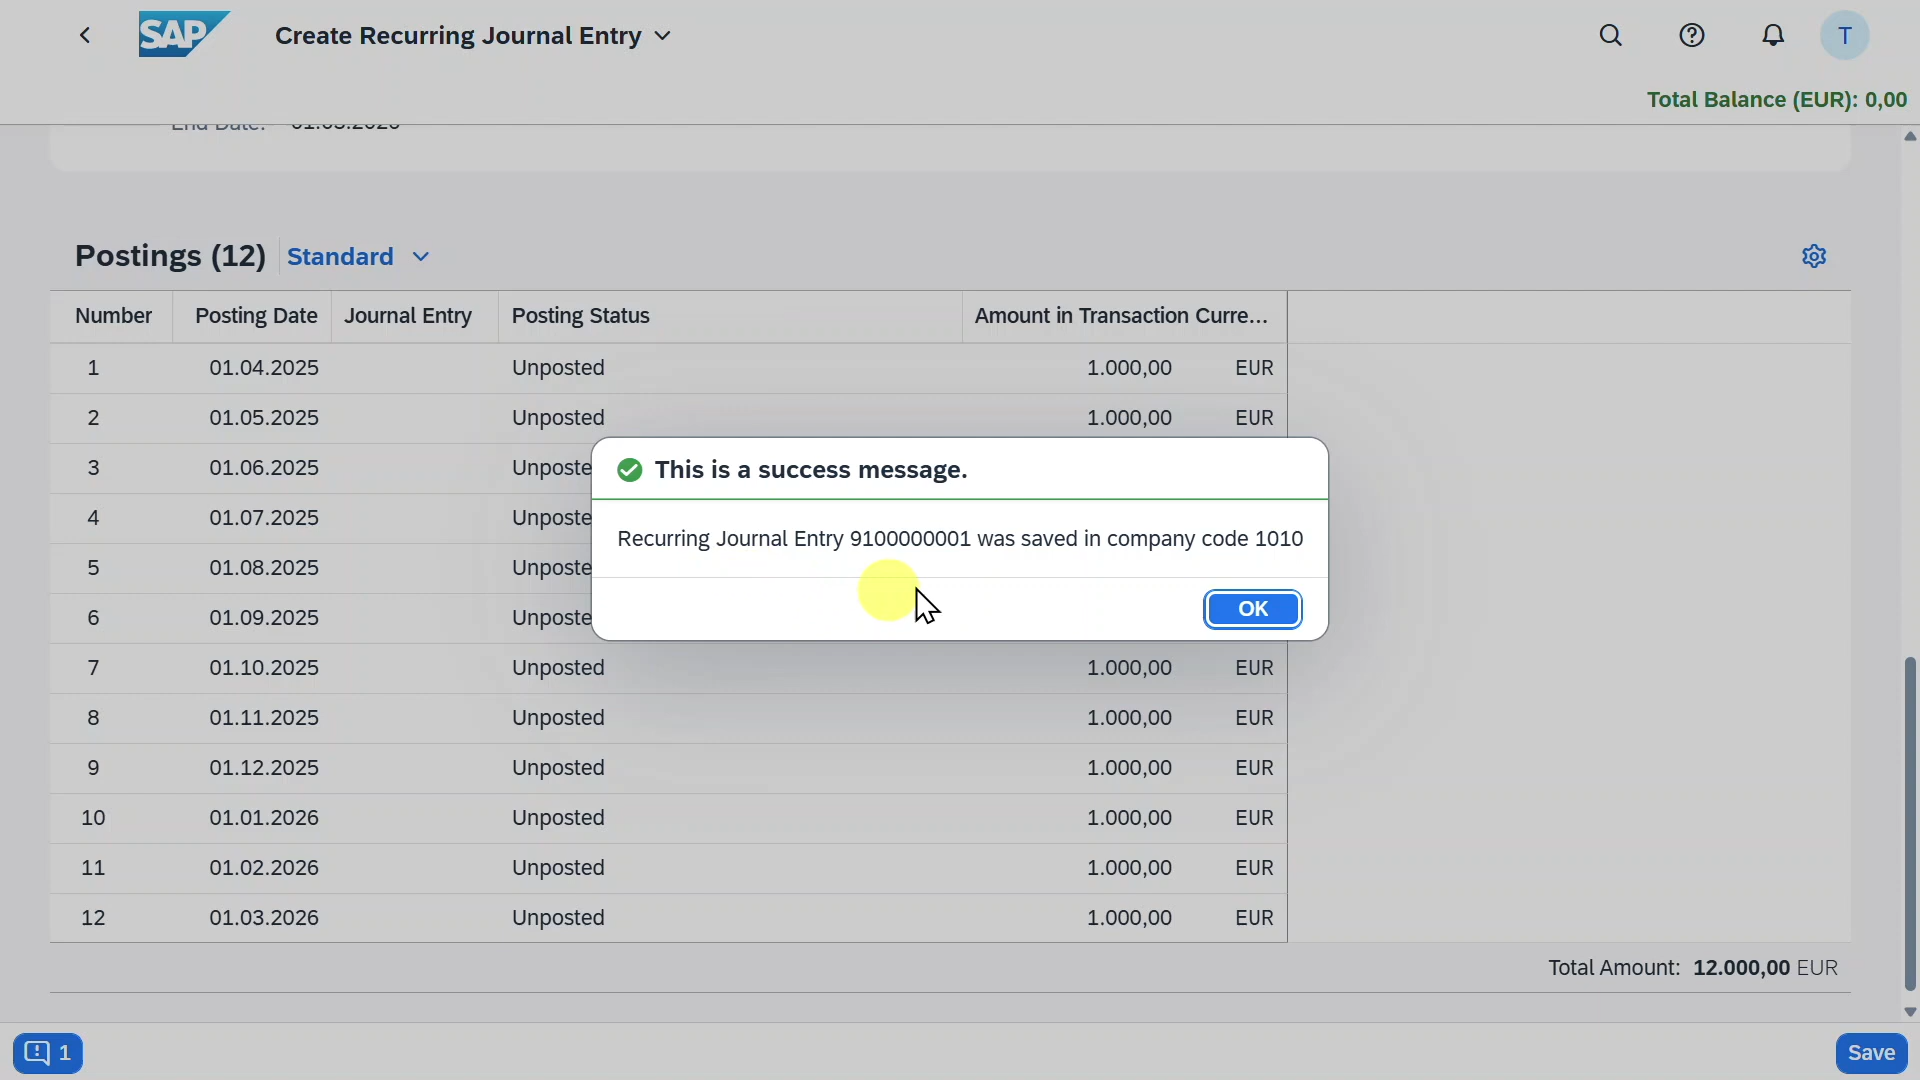 SAP Create Recurring Journal Entry T
Total Balance (EUR): 0,00
End Date: 01.03.2026
Postings (12) Standard
Number Posting Date Journal Entry Posting Status Amount in Transaction Curre...
1 01.04.2025 Unposted 1.000,00 EUR
2 01.05.2025 Unposted 1.000,00 EUR
This is a success message.
3 01.06.2025 Unposte
4 01.07.2025 Unposte
Recurring Journal Entry 9100000001 was saved in company code 1010
5 01.08.2025 Unposte
OK
6 01.09.2025 Unposte
7 01.10.2025 Unposted 1.000,00 EUR
8 01.11.2025 Unposted 1.000,00 EUR
9 01.12.2025 Unposted 1.000,00 EUR
10 01.01.2026 Unposted 1.000,00 EUR
11 01.02.2026 Unposted 1.000,00 EUR
12 01.03.2026 Unposted 1.000,00 EUR
Total Amount: 12.000,00 EUR
1 Save